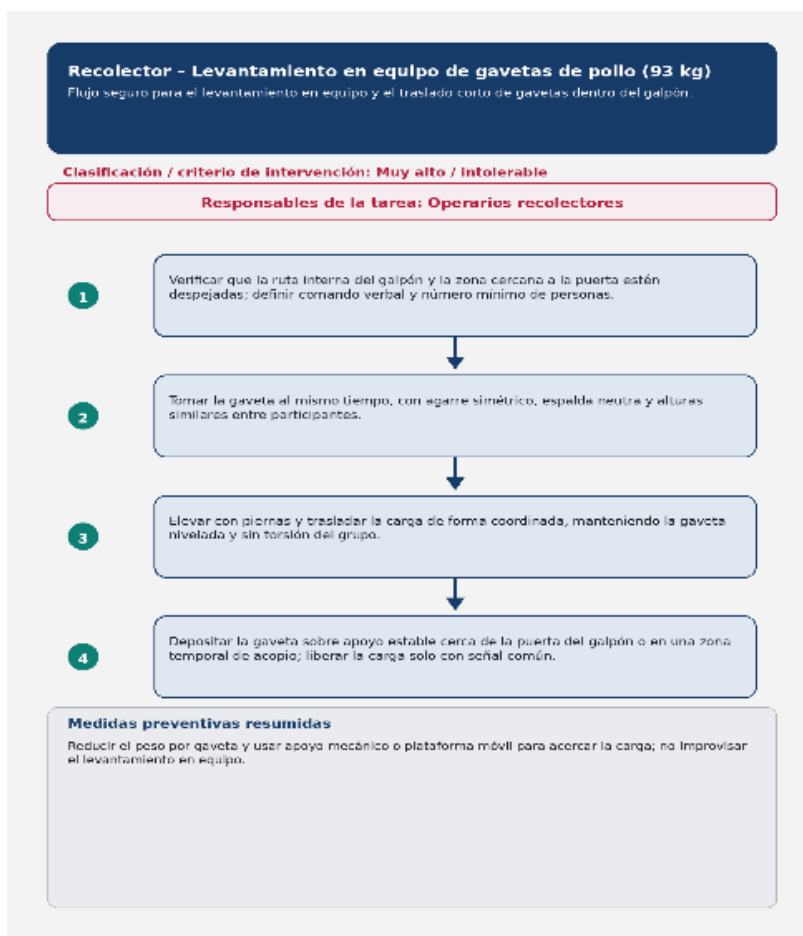 Recolector – Levantamiento en equipo de gavetas de pollo (93 kg)
Flujo seguro para el levantamiento en equipo y el traslado corto de gavetas dentro del galpón.
Clasificación / criterio de intervención: Muy alto / intolerable
Responsables de la tarea: Operarios recolectores
1
Verificar que la ruta interna del galpón y la zona cercana a la puerta estén
despejadas; definir comando verbal y número mínimo de personas.
2
Tomar la gaveta al mismo tiempo, con agarre simétrico, espalda neutra y alturas
similares entre participantes.
3
Elevar con piernas y trasladar la carga de forma coordinada, manteniendo la gaveta
nivelada y sin torsión del grupo.
4
Depositar la gaveta sobre apoyo estable cerca de la puerta del galpón o en una zona
temporal de acopio; liberar la carga solo con señal común.
Medidas preventivas resumidas
Reducir el peso por gaveta y usar apoyo mecánico o plataforma móvil para acercar la carga; no improvisar
el levantamiento en equipo.